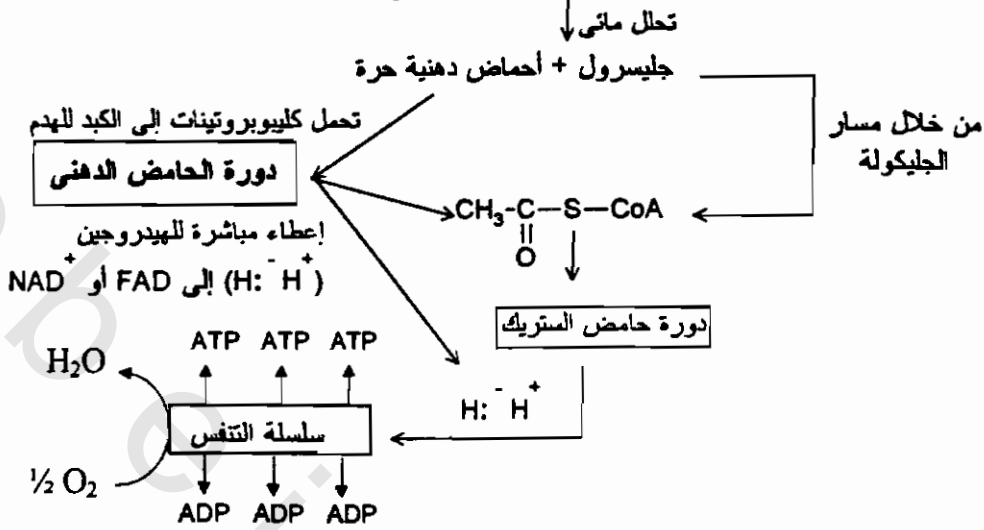 تحلل مائى
جليسرول + أحماض دهنية حرة
من خلال مسار
الجليكولة
تحمل كليبوبروتينات إلى الكبد للهدم
دورة الحامض الدهنى
CH₃-C—S—CoA
O
إعطاء مباشرة للهيدروجين
(H:⁻ H⁺) إلى FAD أو NAD⁺
دورة حامض الستريك
H:⁻ H⁺
ATP ATP ATP
H₂O
سلسلة التنفس
½ O₂
ADP ADP ADP